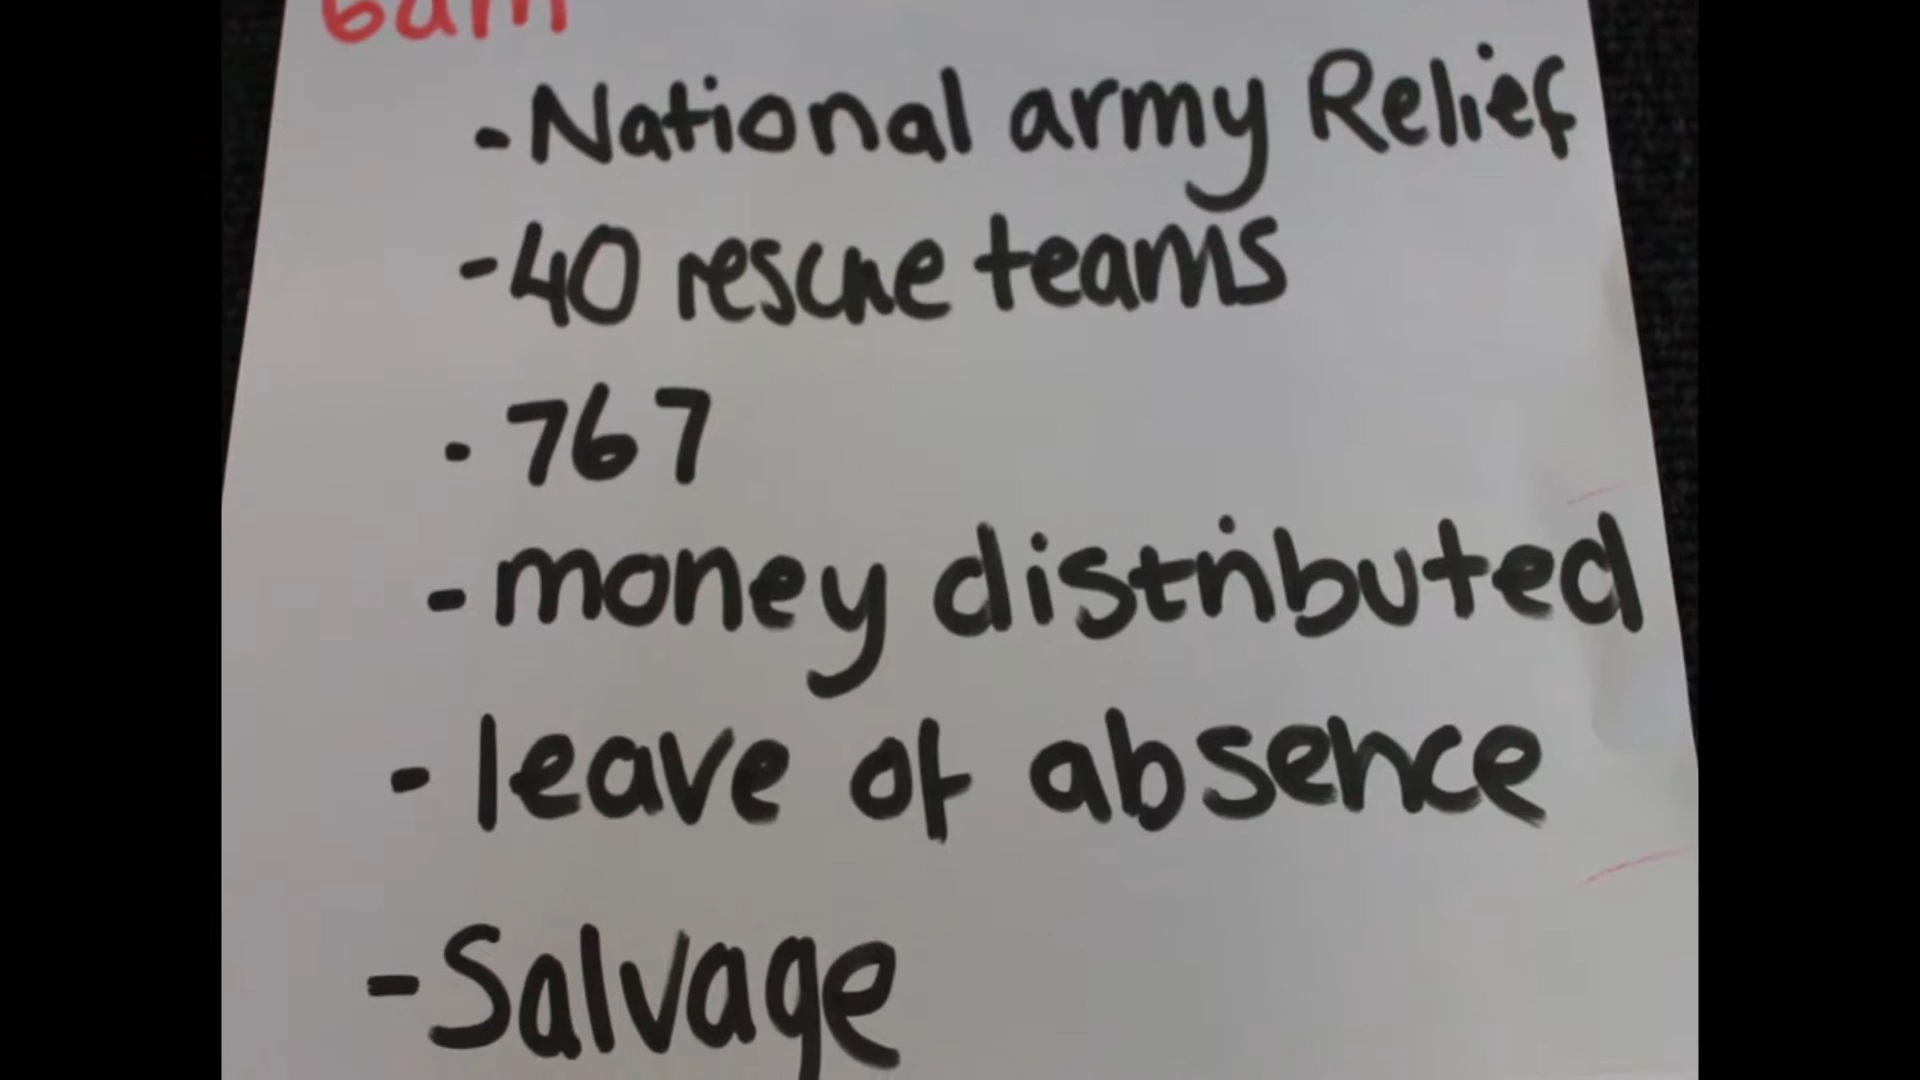 - National army Relief
- 40 rescue teams
- 767
- money distributed
- leave of absence
- Salvage